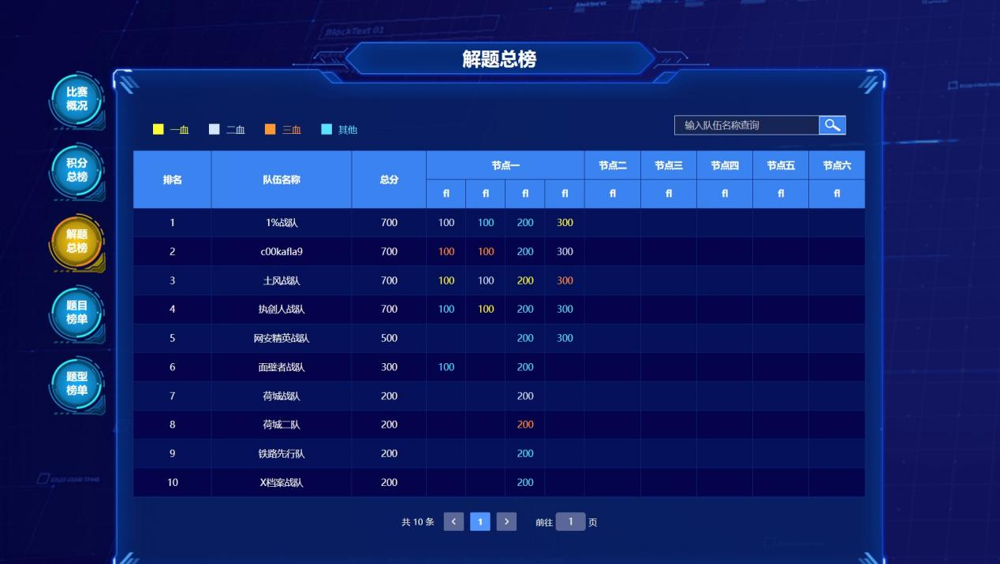 BlockText 01
解题总榜
比赛
概况
积分
总榜
解题
总榜
题目
榜单
题型
榜单
一血 二血 三血 其他
输入队伍名称查询
排名 队伍名称 总分 节点一 节点二 节点三 节点四 节点五 节点六
fl fl fl fl fl fl fl fl fl
1 1%战队 700 100 100 200 300
2 c00kafla9 700 100 100 200 300
3 土风战队 700 100 100 200 300
4 执剑人战队 700 100 100 200 300
5 网安精英战队 500 200 300
6 面壁者战队 300 100 200
7 荷城战队 200 200
8 荷城二队 200 200
9 铁路先行队 200 200
10 X档案战队 200 200
共 10 条 < 1 > 前往 1 页